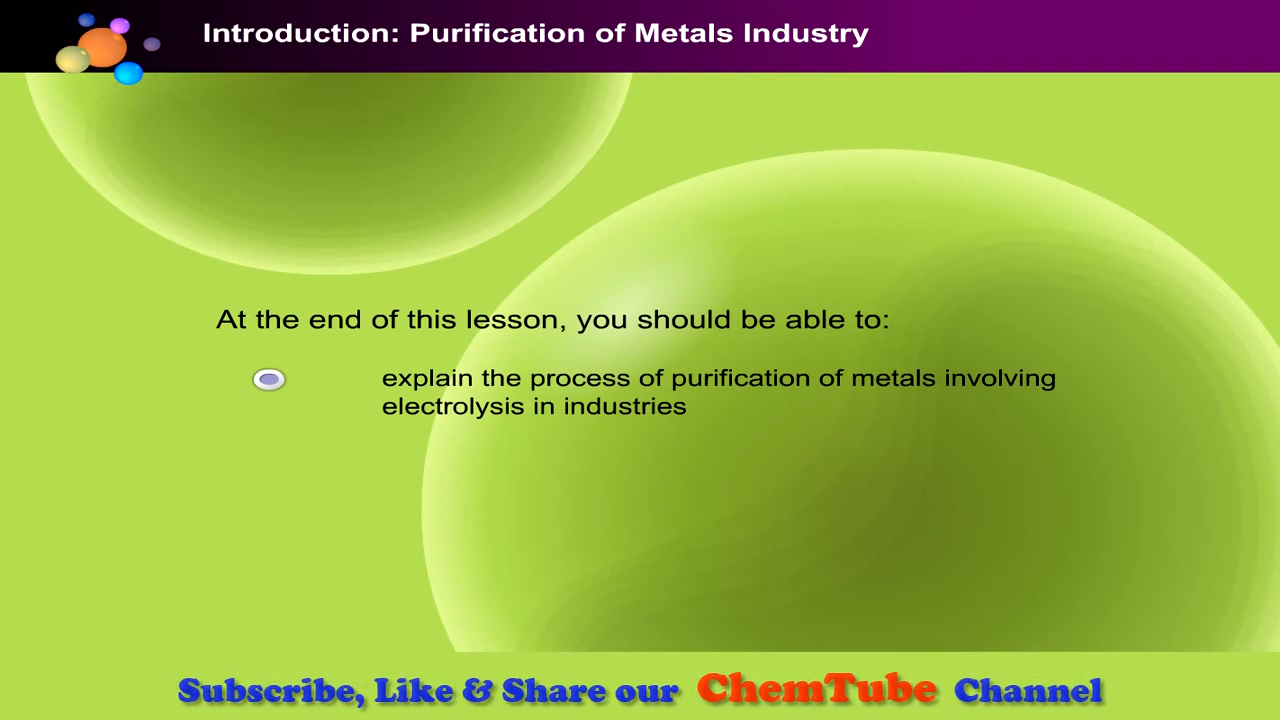 Introduction: Purification of Metals Industry
At the end of this lesson, you should be able to:
explain the process of purification of metals involving
electrolysis in industries
Subscribe, Like & Share our ChemTube Channel